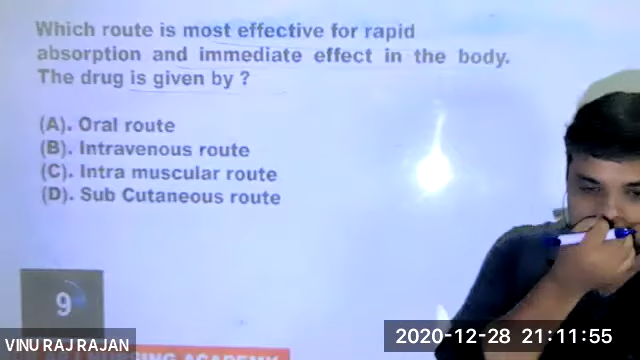 Which route is most effective for rapid
absorption and immediate effect in the body.
The drug is given by ?
(A). Oral route
(B). Intravenous route
(C). Intra muscular route
(D). Sub Cutaneous route
9
VINU RAJ RAJAN
2020-12-28 21:11:55
ACADEMY